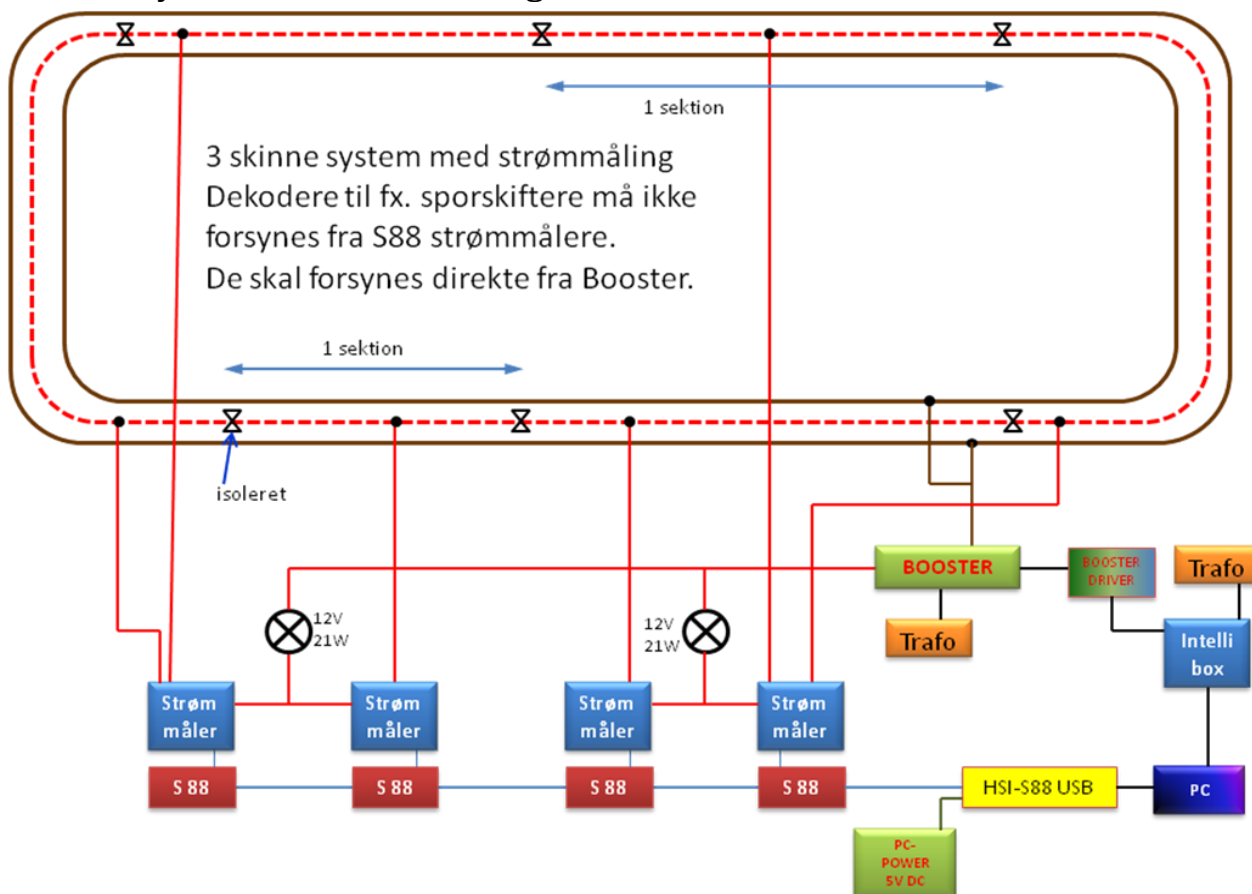 1 sektion
3 skinne system med strømmåling
Dekodere til fx. sporskiftere må ikke
forsynes fra S88 strømmålere.
De skal forsynes direkte fra Booster.
1 sektion
isoleret
BOOSTER
BOOSTER
DRIVER
Trafo
12V
21W
12V
21W
Trafo
Intelli
box
Strøm
måler
Strøm
måler
Strøm
måler
Strøm
måler
S 88
S 88
S 88
S 88
HSI-S88 USB
PC
PC-
POWER
5V DC